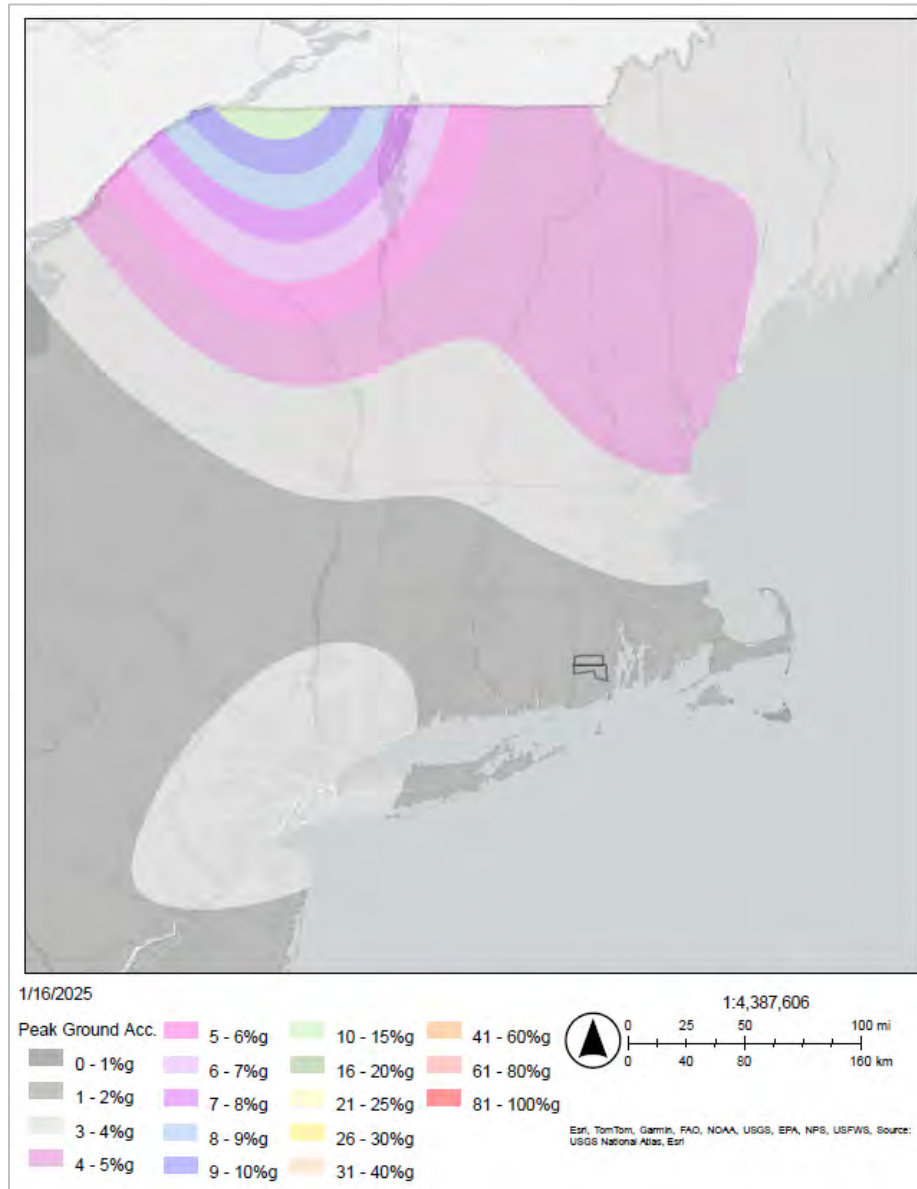 1/16/2025
Peak Ground Acc.
0 - 1%g
1 - 2%g
3 - 4%g
4 - 5%g
5 - 6%g
6 - 7%g
7 - 8%g
8 - 9%g
9 - 10%g
10 - 15%g
16 - 20%g
21 - 25%g
26 - 30%g
31 - 40%g
41 - 60%g
61 - 80%g
81 - 100%g
1:4,387,606
0 25 50 100 mi
0 40 80 160 km
Esri, TomTom, Garmin, FAO, NOAA, USGS, EPA, NPS, USFWS, Source:
USGS National Atlas, Esri